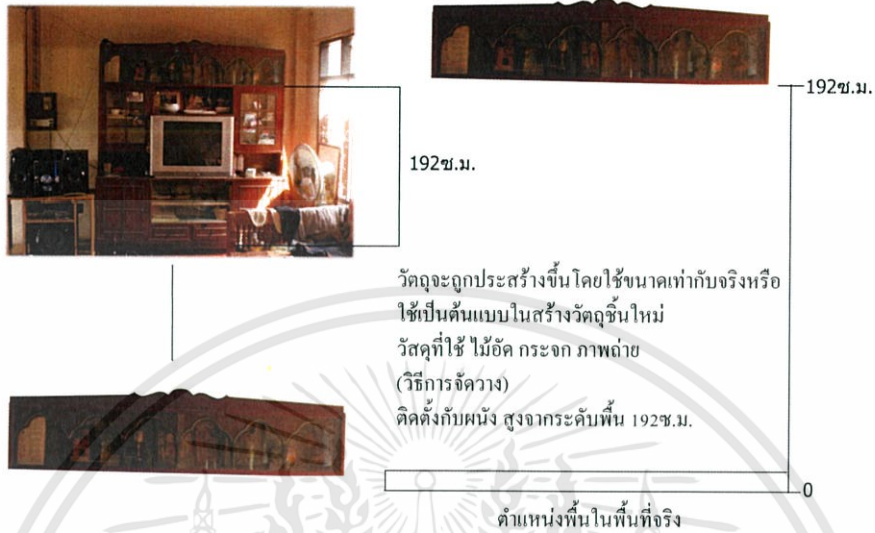 192ซ.ม.
192ซ.ม.
วัตถุจะถูกประสร้างขึ้นโดยใช้ขนาดเท่ากับจริงหรือ
ใช้เป็นต้นแบบในสร้างวัตถุชิ้นใหม่
วัสดุที่ใช้ ไม้อัด กระจก ภาพถ่าย
(วิธีการจัดวาง)
ติดตั้งกับผนัง สูงจากระดับพื้น 192ซ.ม.
0
ตำแหน่งพื้นในพื้นที่จริง